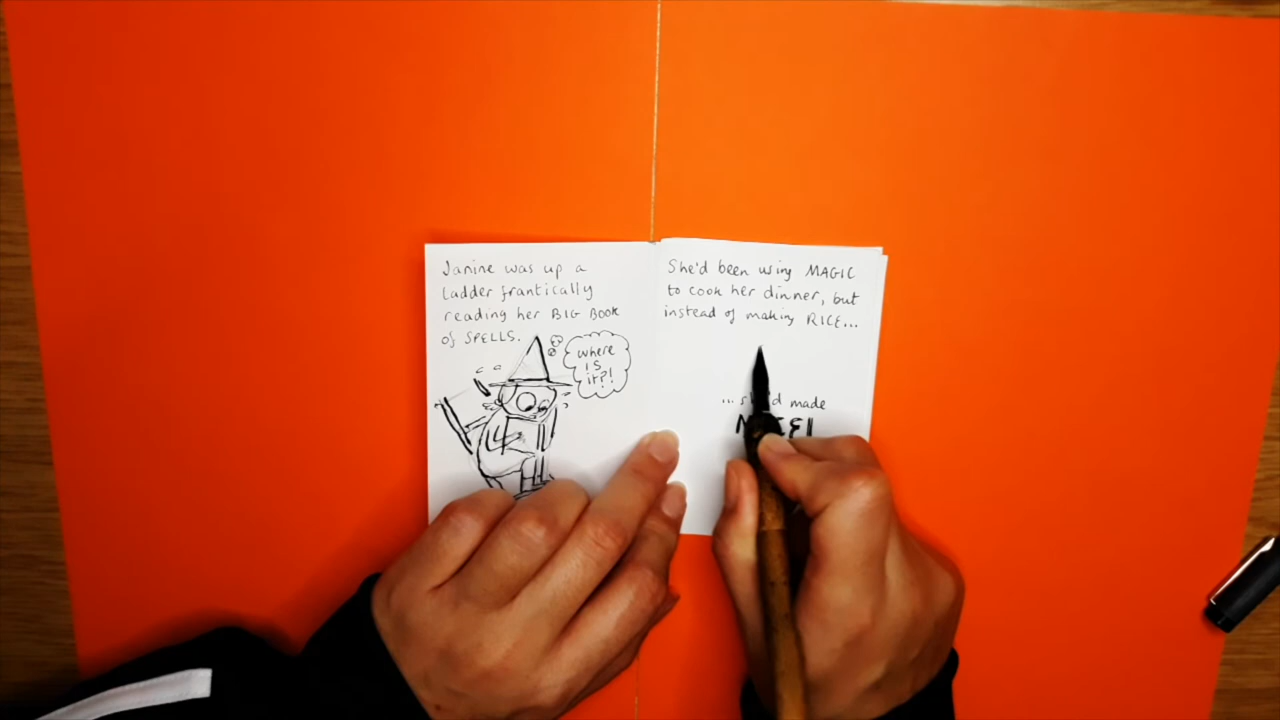 Janine was up a
ladder frantically
reading her BIG BOOK
of SPELLS.
where
is
it?!
She'd been using MAGIC
to cook her dinner, but
instead of making RICE...
made